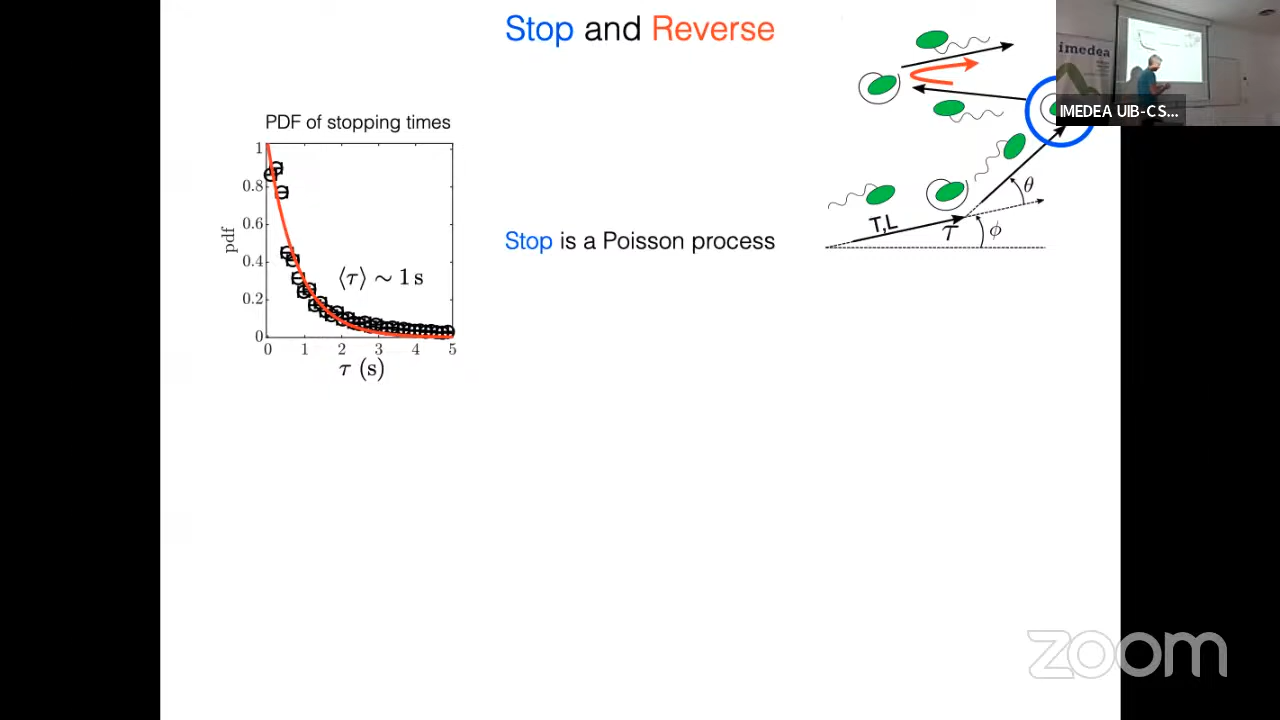 Stop and Reverse
imedea
IMEDEA UIB-CS...
PDF of stopping times
1
0.8
0.6
0.4
0.2
0
pdf
⟨τ⟩ ∼ 1 s
0 1 2 3 4 5
τ (s)
Stop is a Poisson process
T,L
τ
θ
ϕ
zoom